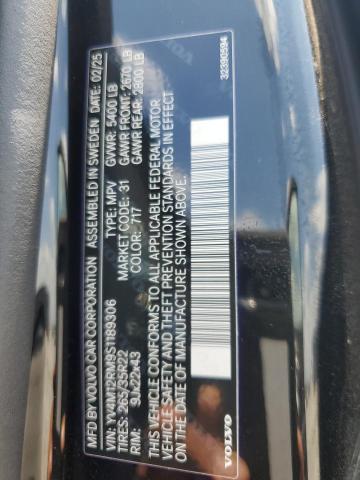 MFD BY VOLVO CAR CORPORATION ASSEMBLED IN SWEDEN DATE: 02/25
VIN: YV4M12RM9S1189306 TYPE: MPV GVWR: 5400 LB
TIRES: 265/35R22 MARKET CODE: 31 GAWR FRONT: 2670 LB
RIM: 9Jx22x43 COLOR: 717 GAWR REAR: 2800 LB
THIS VEHICLE CONFORMS TO ALL APPLICABLE FEDERAL MOTOR
VEHICLE SAFETY AND THEFT PREVENTION STANDARDS IN EFFECT
ON THE DATE OF MANUFACTURE SHOWN ABOVE.
VOLVO 32390594